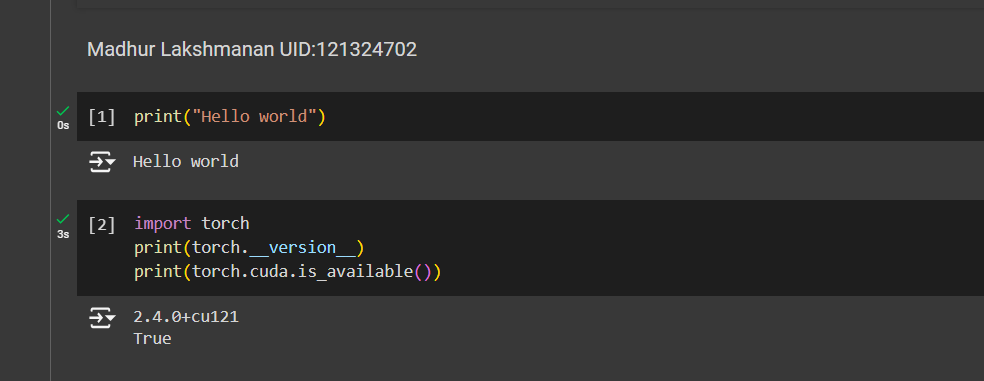 Madhur Lakshmanan UID:121324702
[1] print("Hello world")
0s
Hello world
[2] import torch
3s
print(torch.__version__)
print(torch.cuda.is_available())
2.4.0+cu121
True